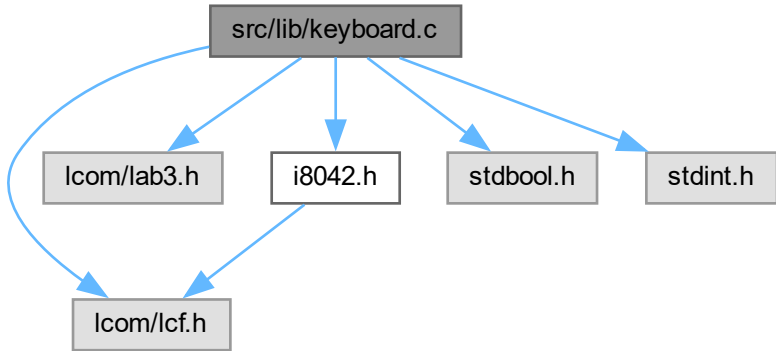 src/lib/keyboard.c
lcom/lab3.h
i8042.h
stdbool.h
stdint.h
lcom/lcf.h